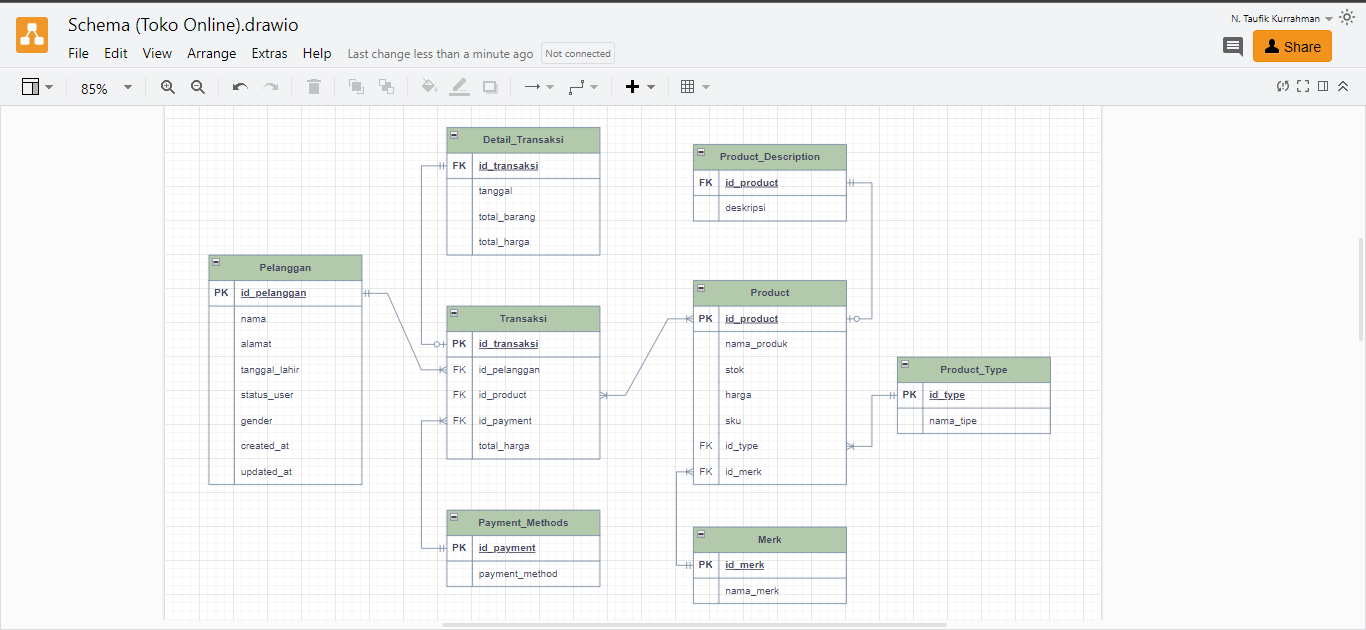 Schema (Toko Online).drawio
N. Taufik Kurrahman
File Edit View Arrange Extras Help
Last change less than a minute ago
Not connected
Share
85%
Detail_Transaksi
FK id_transaksi
tanggal
total_barang
total_harga
Product_Description
FK id_product
deskripsi
Pelanggan
PK id_pelanggan
nama
alamat
tanggal_lahir
status_user
gender
created_at
updated_at
Transaksi
PK id_transaksi
FK id_pelanggan
FK id_product
FK id_payment
total_harga
Product
PK id_product
nama_produk
stok
harga
sku
FK id_type
FK id_merk
Product_Type
PK id_type
nama_tipe
Payment_Methods
PK id_payment
payment_method
Merk
PK id_merk
nama_merk